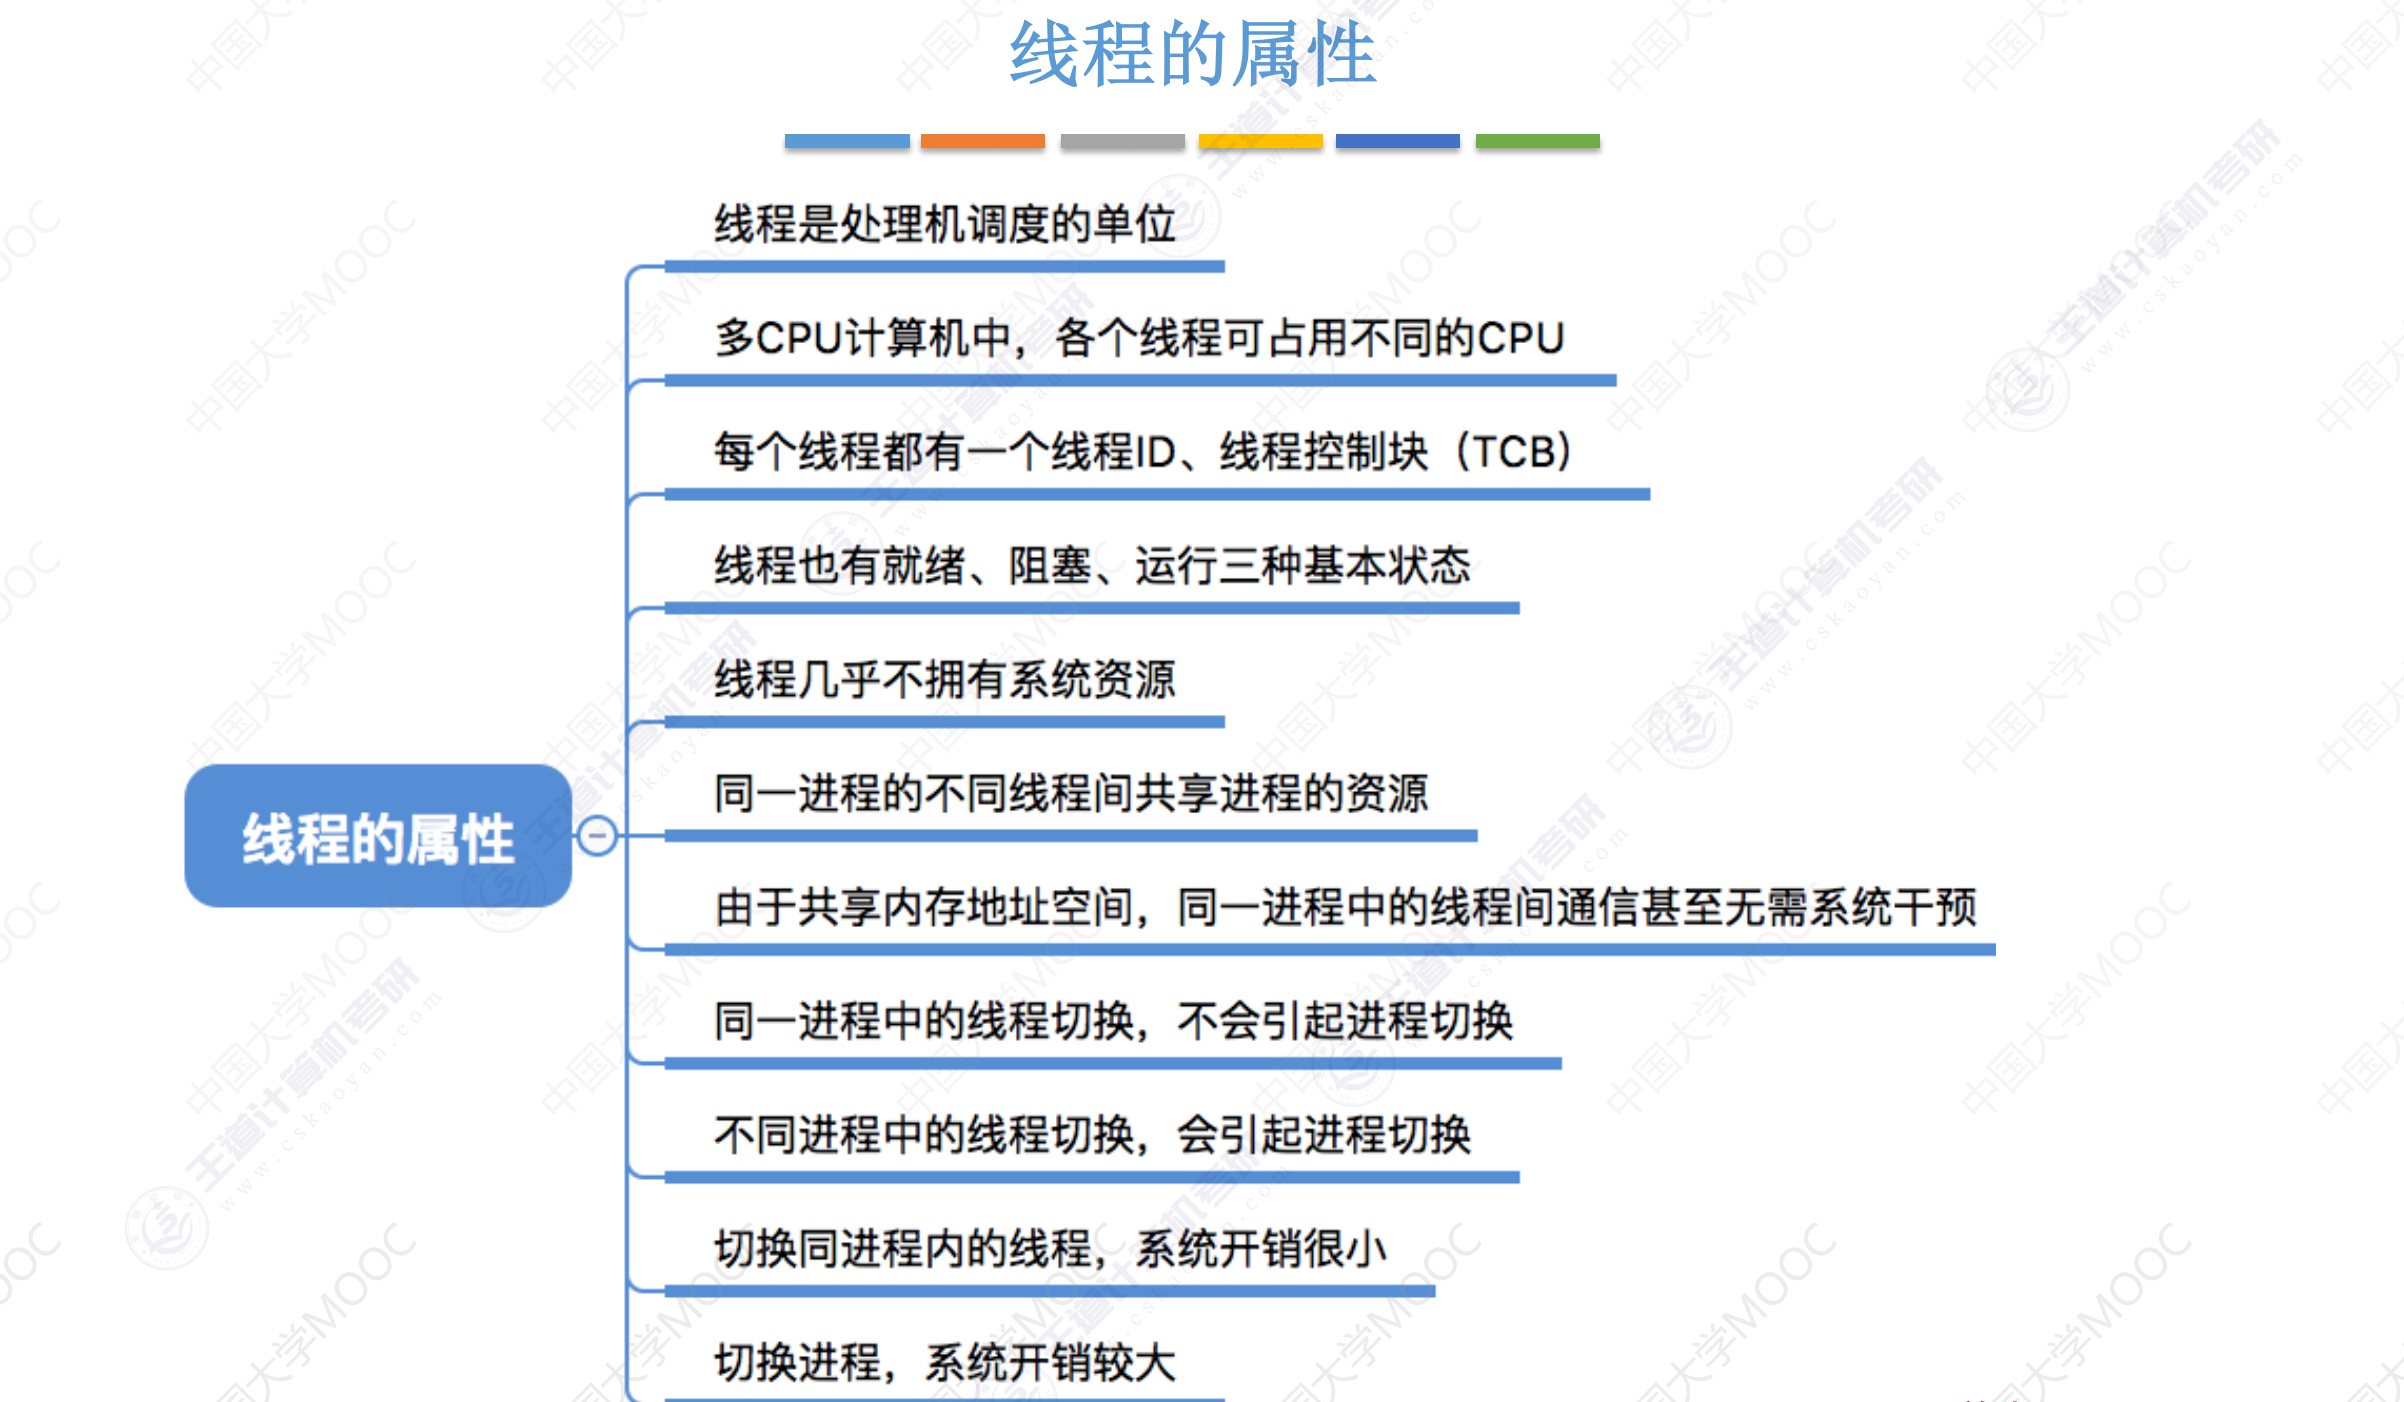 线程的属性
线程是处理机调度的单位
多CPU计算机中，各个线程可占用不同的CPU
每个线程都有一个线程ID、线程控制块（TCB）
线程也有就绪、阻塞、运行三种基本状态
线程几乎不拥有系统资源
同一进程的不同线程间共享进程的资源
线程的属性
由于共享内存地址空间，同一进程中的线程间通信甚至无需系统干预
同一进程中的线程切换，不会引起进程切换
不同进程中的线程切换，会引起进程切换
切换同进程内的线程，系统开销很小
切换进程，系统开销较大
中国大学MOOC
王道计算机考研
www.cskaoyan.com